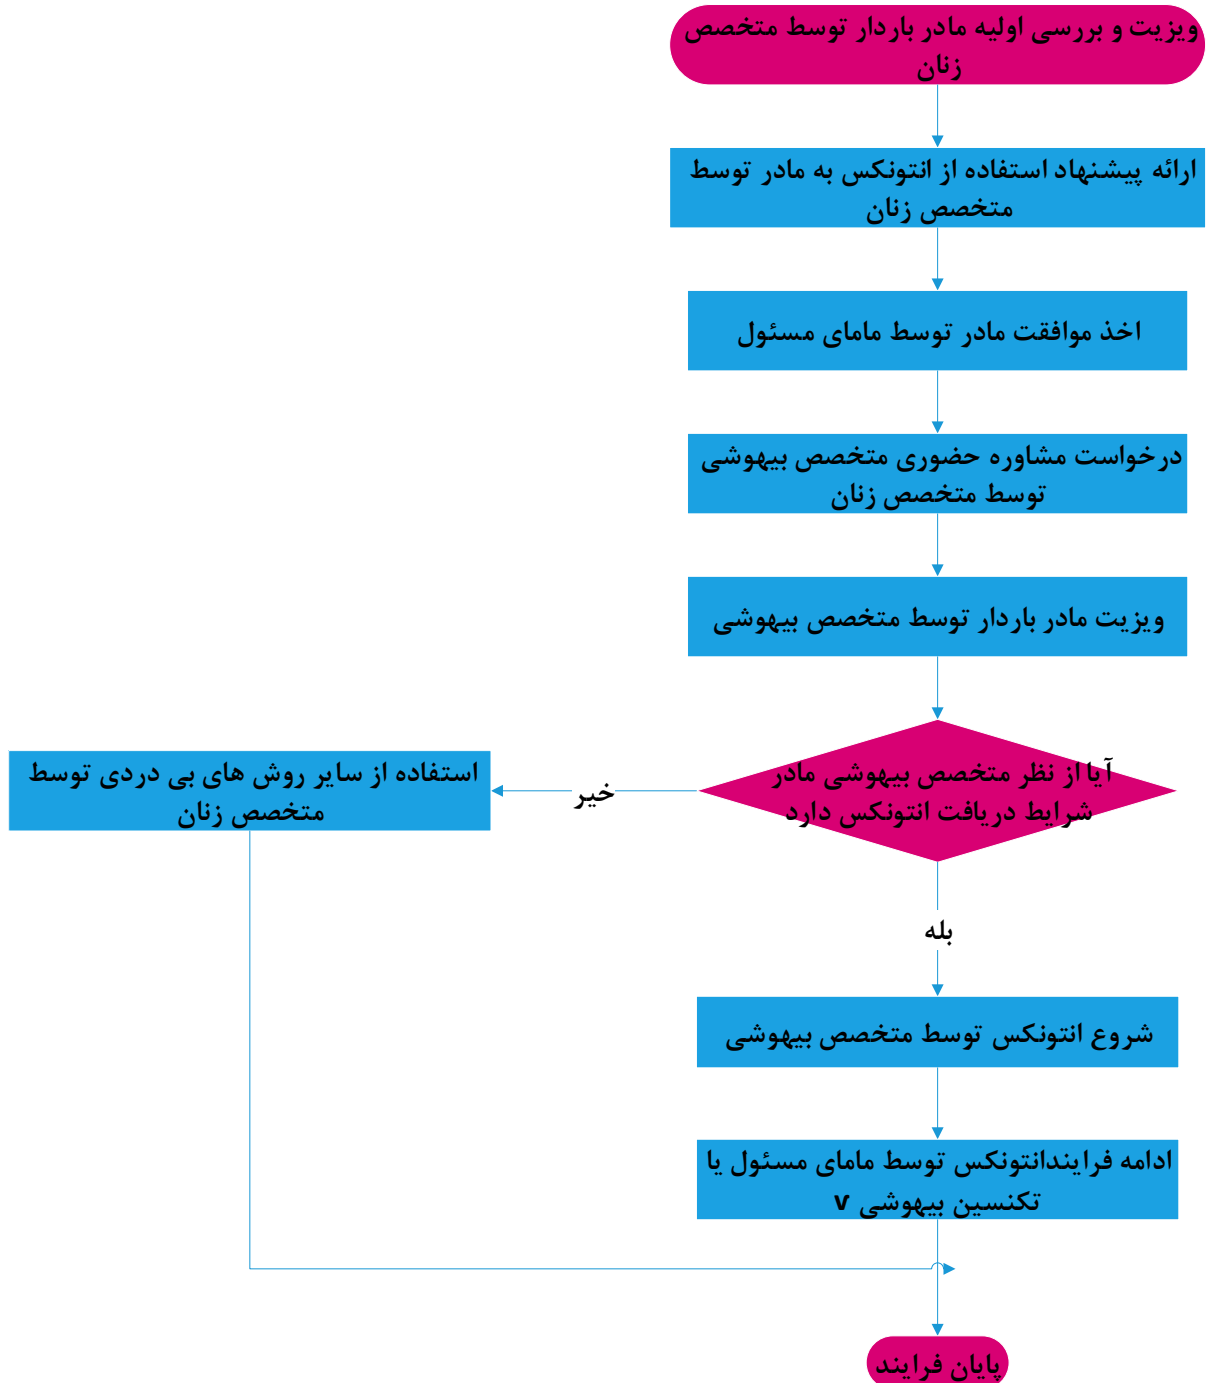 ویزیت و بررسی اولیه مادر باردار توسط متخصص
زنان
ارائه پیشنهاد استفاده از انتونکس به مادر توسط
متخصص زنان
اخذ موافقت مادر توسط مامای مسئول
درخواست مشاوره حضوری متخصص بیهوشی
توسط متخصص زنان
ویزیت مادر باردار توسط متخصص بیهوشی
آیا از نظر متخصص بیهوشی مادر
شرایط دریافت انتونکس دارد
خیر
استفاده از سایر روش های بی دردی توسط
متخصص زنان
بله
شروع انتونکس توسط متخصص بیهوشی
ادامه فرایندانتونکس توسط مامای مسئول یا
تکنسین بیهوشی v
پایان فرایند